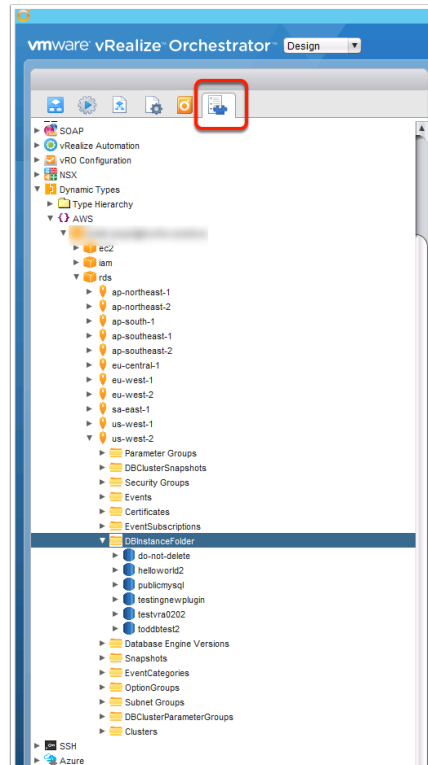 vmware vRealize™ Orchestrator™ Design
SOAP
vRealize Automation
vRO Configuration
NSX
Dynamic Types
Type Hierarchy
AWS
ec2
iam
rds
ap-northeast-1
ap-northeast-2
ap-south-1
ap-southeast-1
ap-southeast-2
eu-central-1
eu-west-1
eu-west-2
sa-east-1
us-west-1
us-west-2
Parameter Groups
DBClusterSnapshots
Security Groups
Events
Certificates
EventSubscriptions
DBInstanceFolder
do-not-delete
helloworld2
publicmysql
testingnewplugin
testvra0202
toddbtest2
Database Engine Versions
Snapshots
EventCategories
OptionGroups
Subnet Groups
DBClusterParameterGroups
Clusters
SSH
Azure